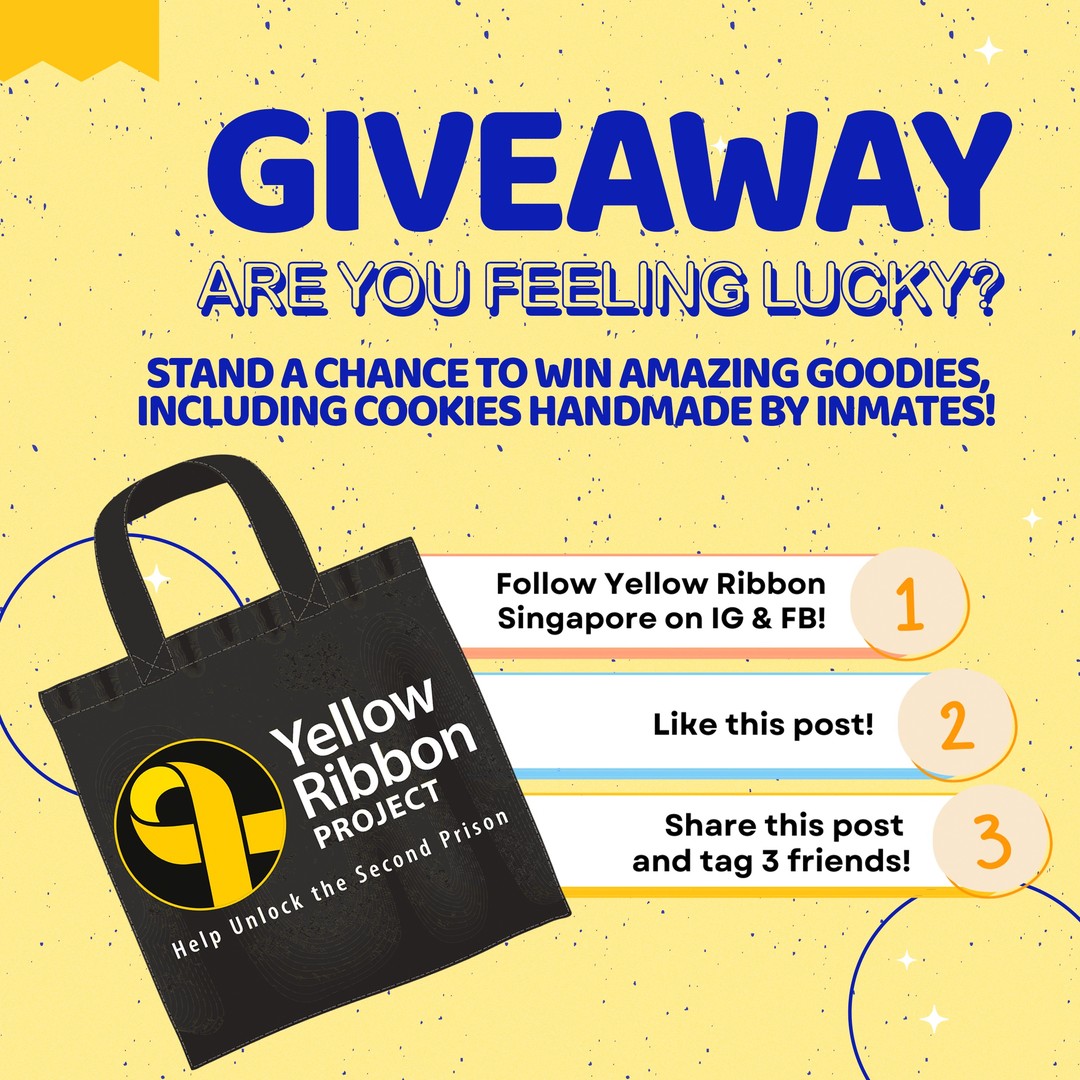 GIVEAWAY
ARE YOU FEELING LUCKY?
STAND A CHANCE TO WIN AMAZING GOODIES,
INCLUDING COOKIES HANDMADE BY INMATES!
Follow Yellow Ribbon
Singapore on IG & FB!
1
Like this post!
2
Share this post
and tag 3 friends!
3
Yellow
Ribbon
PROJECT
Help Unlock the Second Prison